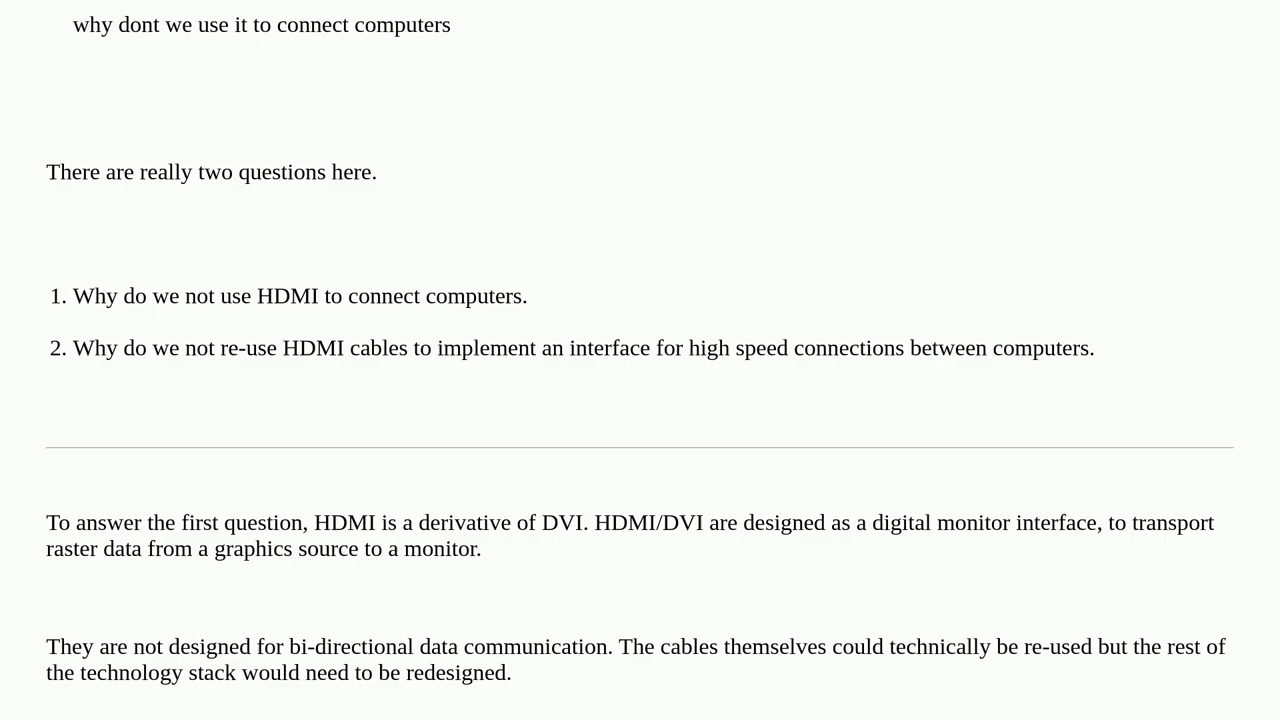 why dont we use it to connect computers
There are really two questions here.
1. Why do we not use HDMI to connect computers.
2. Why do we not re-use HDMI cables to implement an interface for high speed connections between computers.
To answer the first question, HDMI is a derivative of DVI. HDMI/DVI are designed as a digital monitor interface, to transport
raster data from a graphics source to a monitor.
They are not designed for bi-directional data communication. The cables themselves could technically be re-used but the rest of
the technology stack would need to be redesigned.